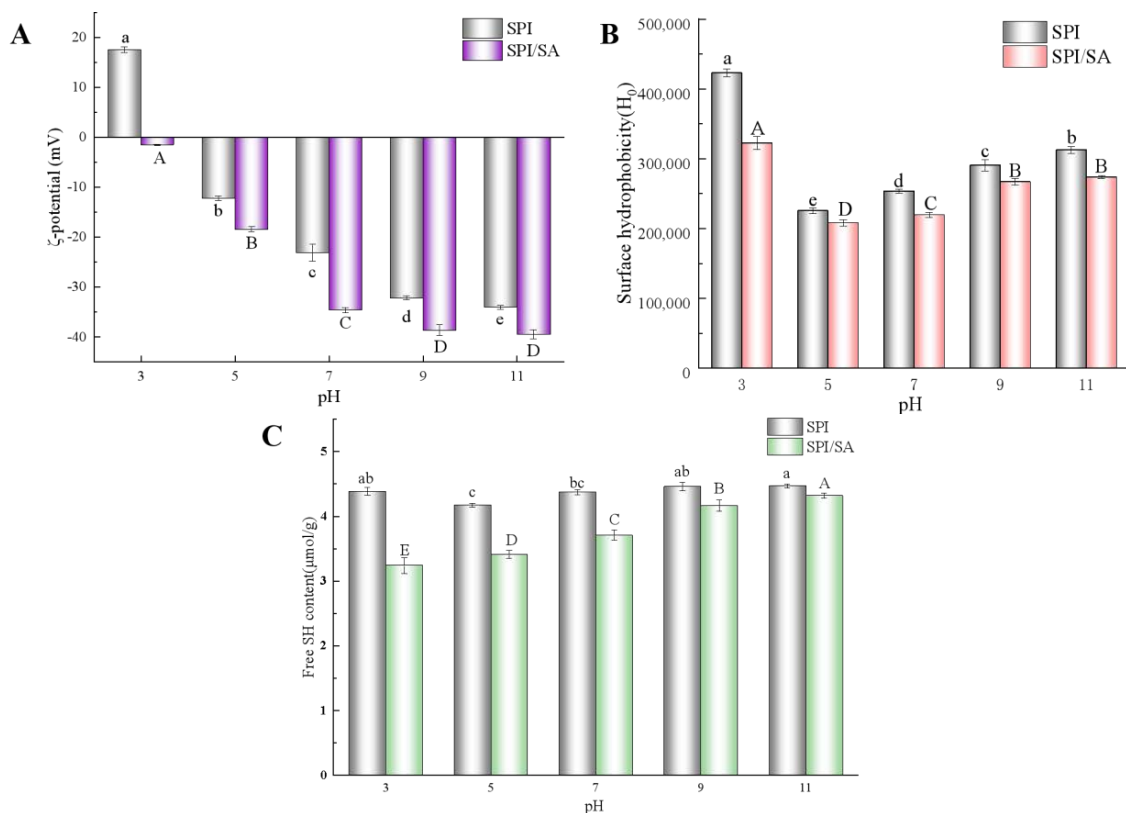 A
SPI
SPI/SA
20
10
0
-10
-20
-30
-40
ζ-potential (mV)
a
A
b
B
c
C
d
D
e
D
3
5
7
9
11
pH
B
SPI
SPI/SA
500,000
400,000
300,000
200,000
100,000
0
Surface hydrophobicity(H₀)
a
A
e
D
d
C
c
B
b
B
3
5
7
9
11
pH
C
SPI
SPI/SA
5
4
3
2
1
0
Free SH content(μmol/g)
ab
E
c
D
bc
C
ab
B
a
A
3
5
7
9
11
pH